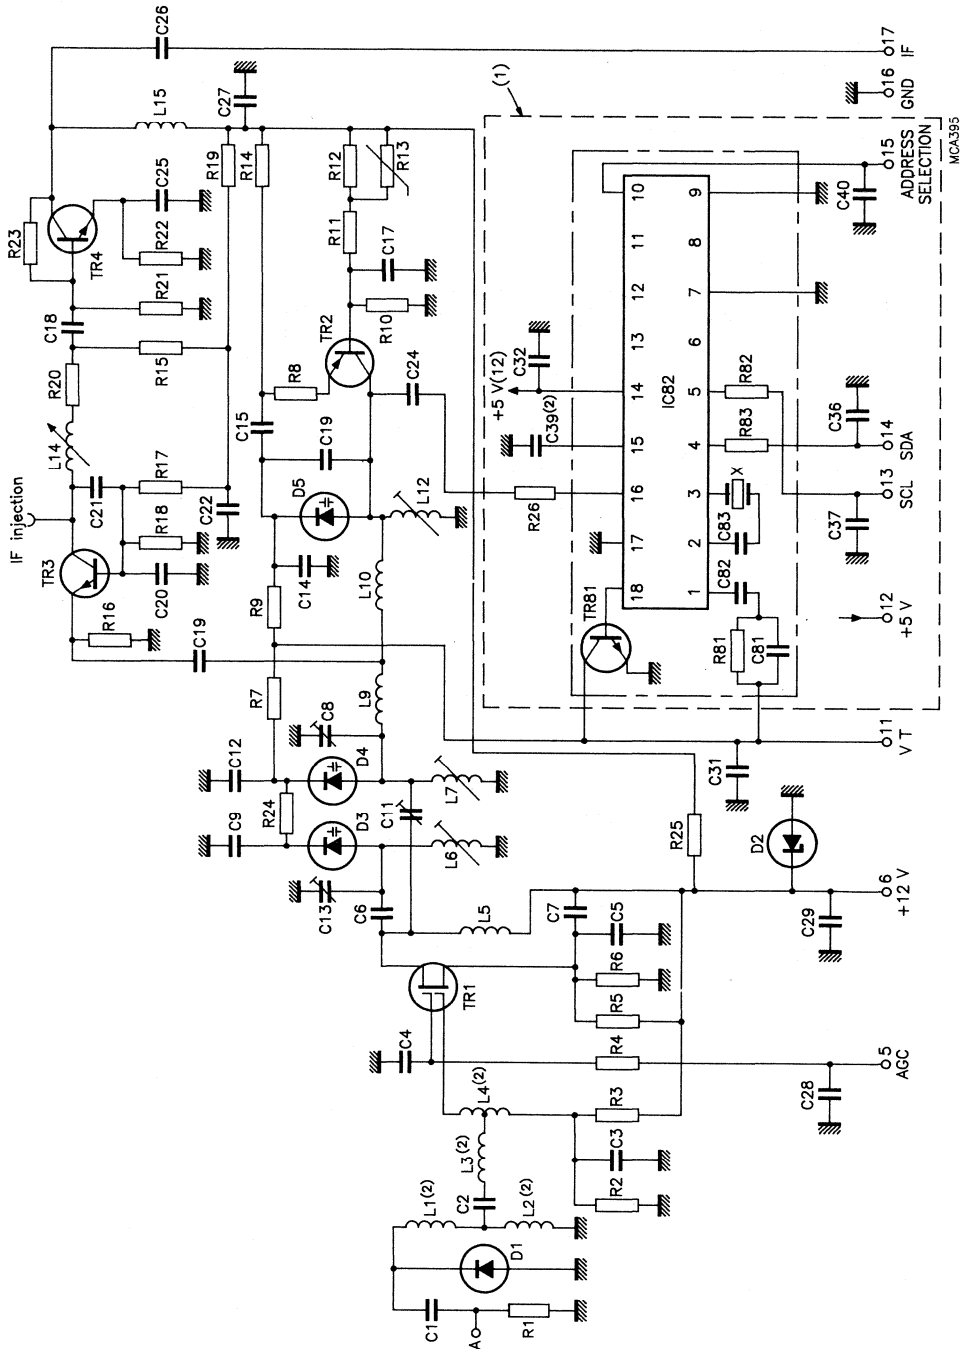 C26
17
IF
16
GND
L15
C27
(1)
R19
R14
R12
R13
15
ADDRESS
SELECTION
MCA395
C40
R23
TR4
C25
R22
R21
R11
C17
R10
TR2
10
9
11
8
12
7
13
6
14
5
15
4
16
3
17
2
18
1
IC82
C18
R20
R15
L14
R8
C24
C15
C19
+5 V(12)
C32
C39(2)
R82
R83
C36
14
SDA
IF injection
C21
R17
R18
C22
D5
L12
R26
X
C83
13
SCL
C37
TR3
C20
R16
C14
R9
L10
C82
TR81
R81
C81
12
+5 V
C19
R7
L9
C8
11
V T
C31
C12
D4
L7
R24
C11
C9
D3
L6
R25
D2
C13
C6
L5
C7
6
+12 V
C29
C5
R6
R5
TR1
C4
R4
5
AGC
C28
L4(2)
R3
L3(2)
C3
R2
L1(2)
C2
L2(2)
D1
C1
R1
A